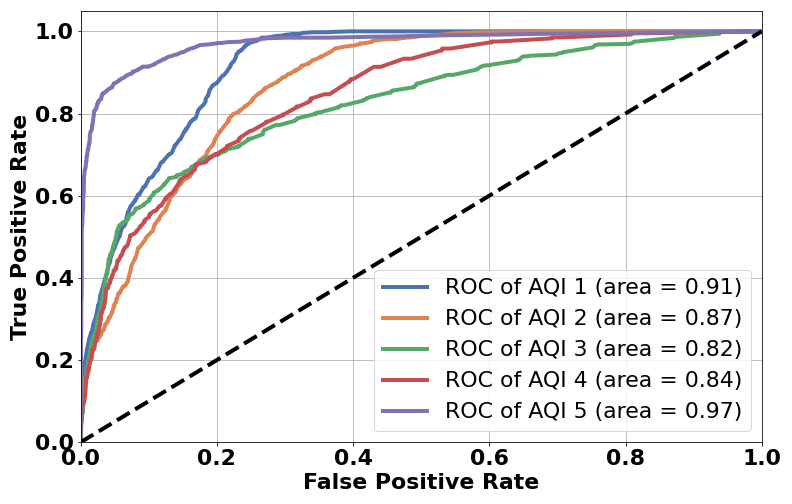 True Positive Rate
1.0
0.8
0.6
0.4
0.2
0.0
0.0 0.2 0.4 0.6 0.8 1.0
False Positive Rate
ROC of AQI 1 (area = 0.91)
ROC of AQI 2 (area = 0.87)
ROC of AQI 3 (area = 0.82)
ROC of AQI 4 (area = 0.84)
ROC of AQI 5 (area = 0.97)